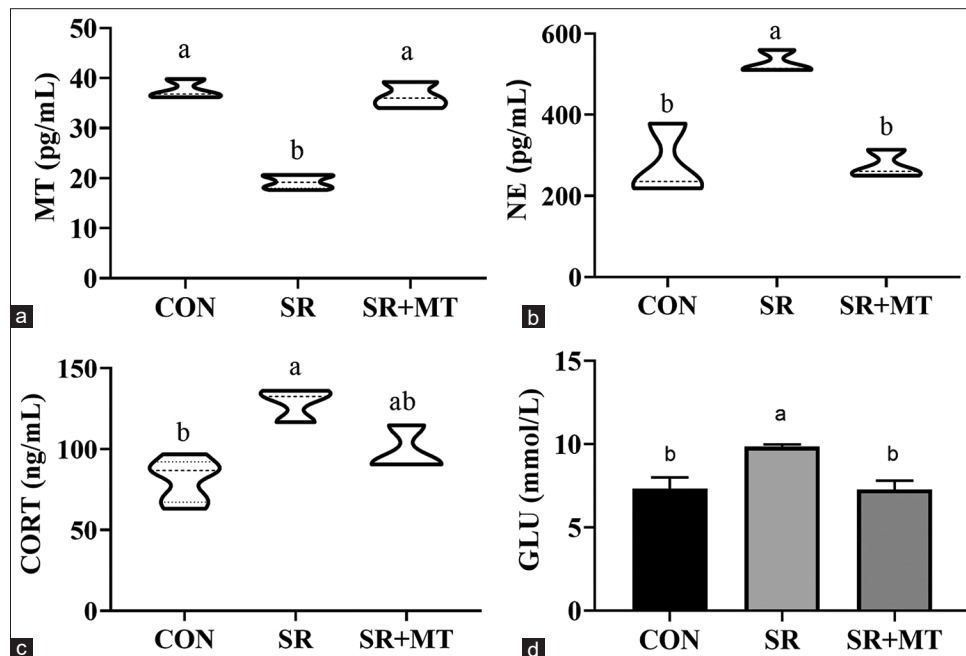 MT (pg/mL)
50
40
30
20
10
0
a
b
a
CON SR SR+MT
a
NE (pg/mL)
600
400
200
0
b
a
b
CON SR SR+MT
b
CORT (ng/mL)
150
100
50
0
b
a
ab
CON SR SR+MT
c
GLU (mmol/L)
15
10
5
0
b
a
b
CON SR SR+MT
d